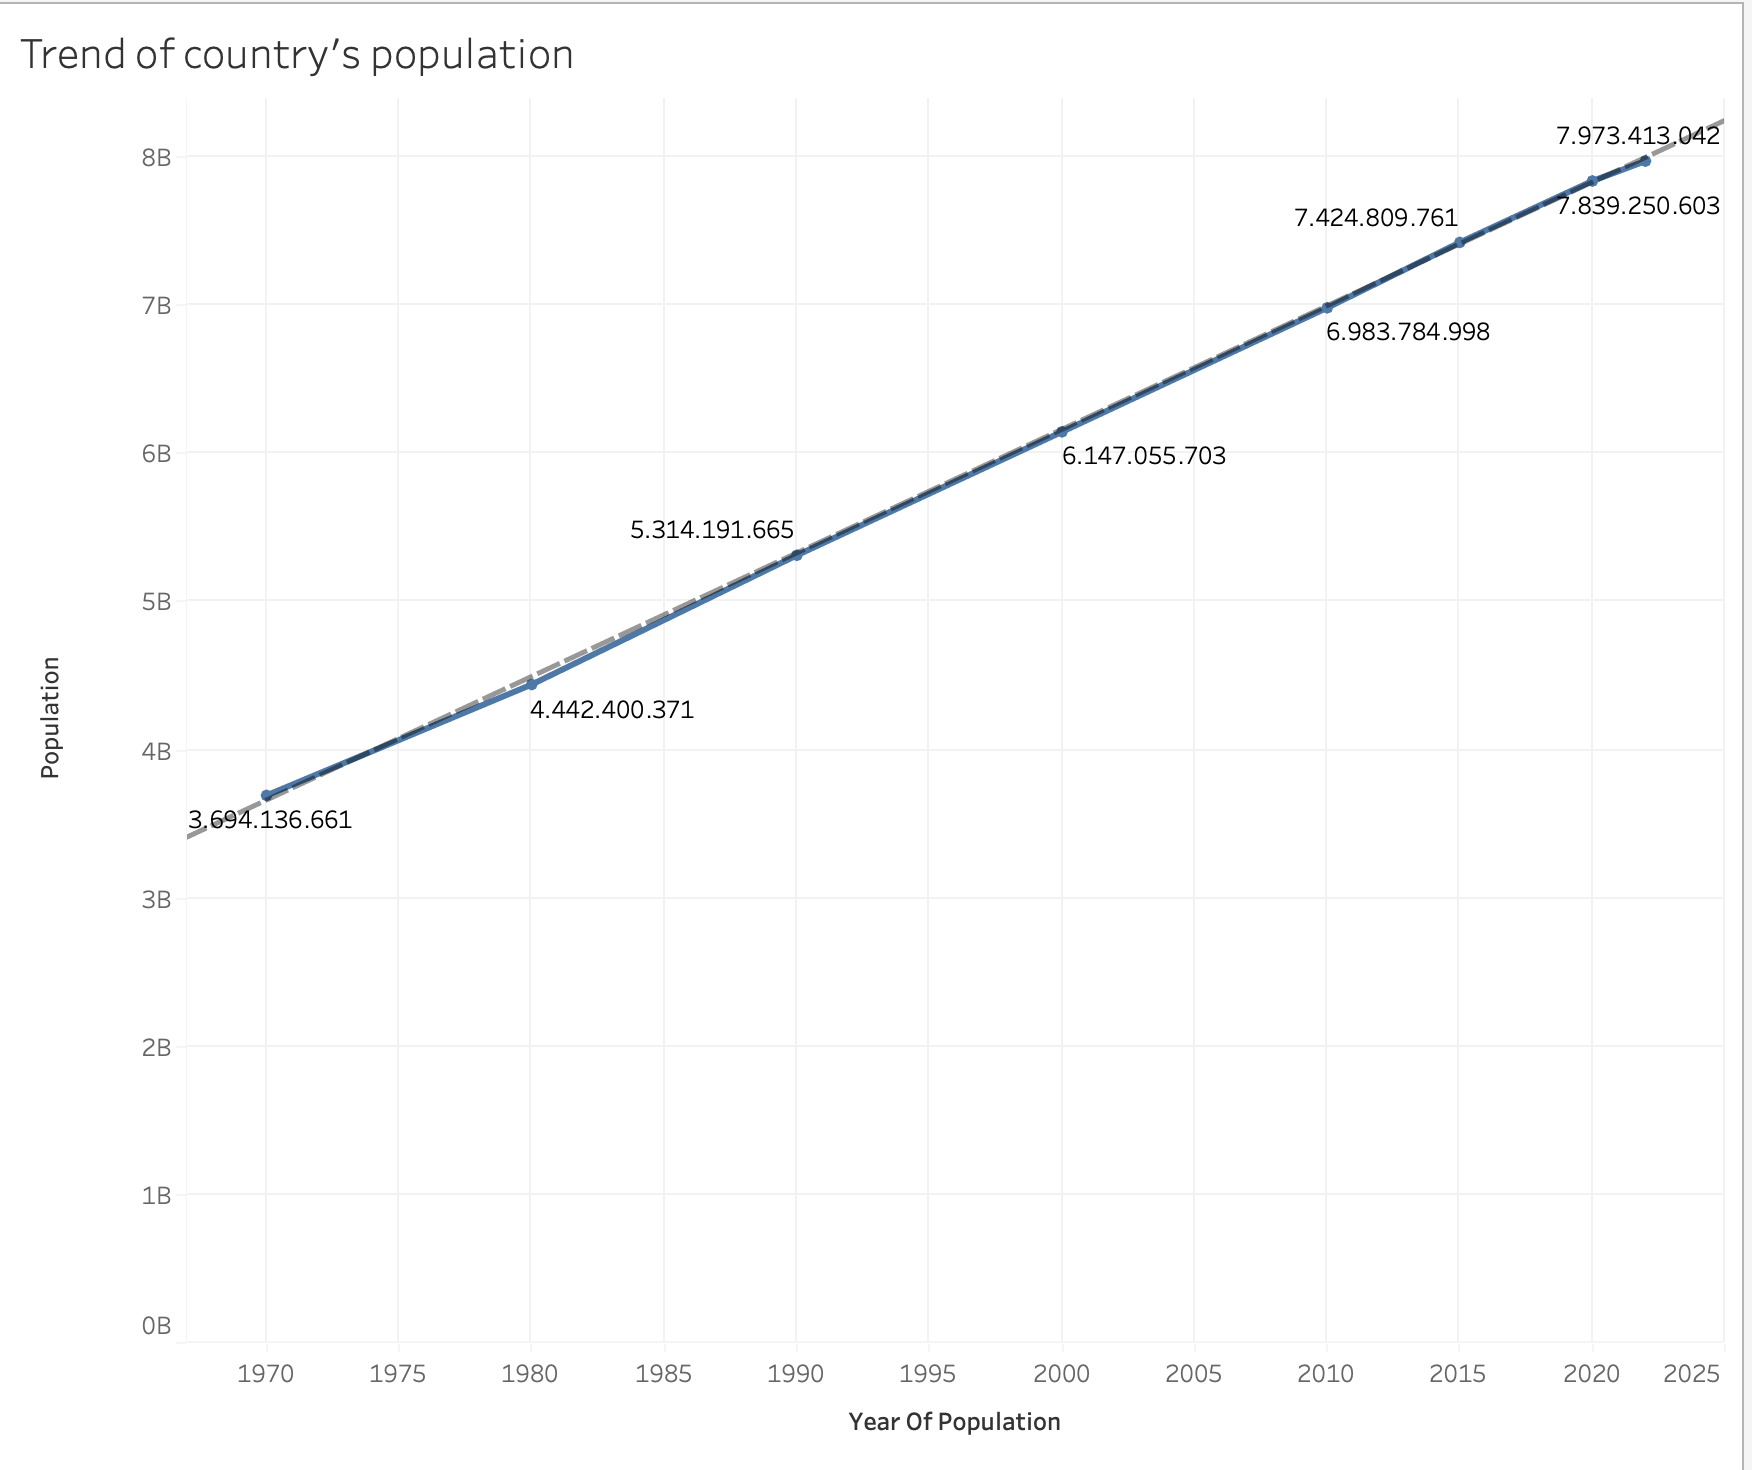 Trend of country's population
8B
7B
6B
5B
4B
3B
2B
1B
0B
Population
7.973.413.042
7.839.250.603
7.424.809.761
6.983.784.998
6.147.055.703
5.314.191.665
4.442.400.371
3.694.136.661
1970 1975 1980 1985 1990 1995 2000 2005 2010 2015 2020 2025
Year Of Population